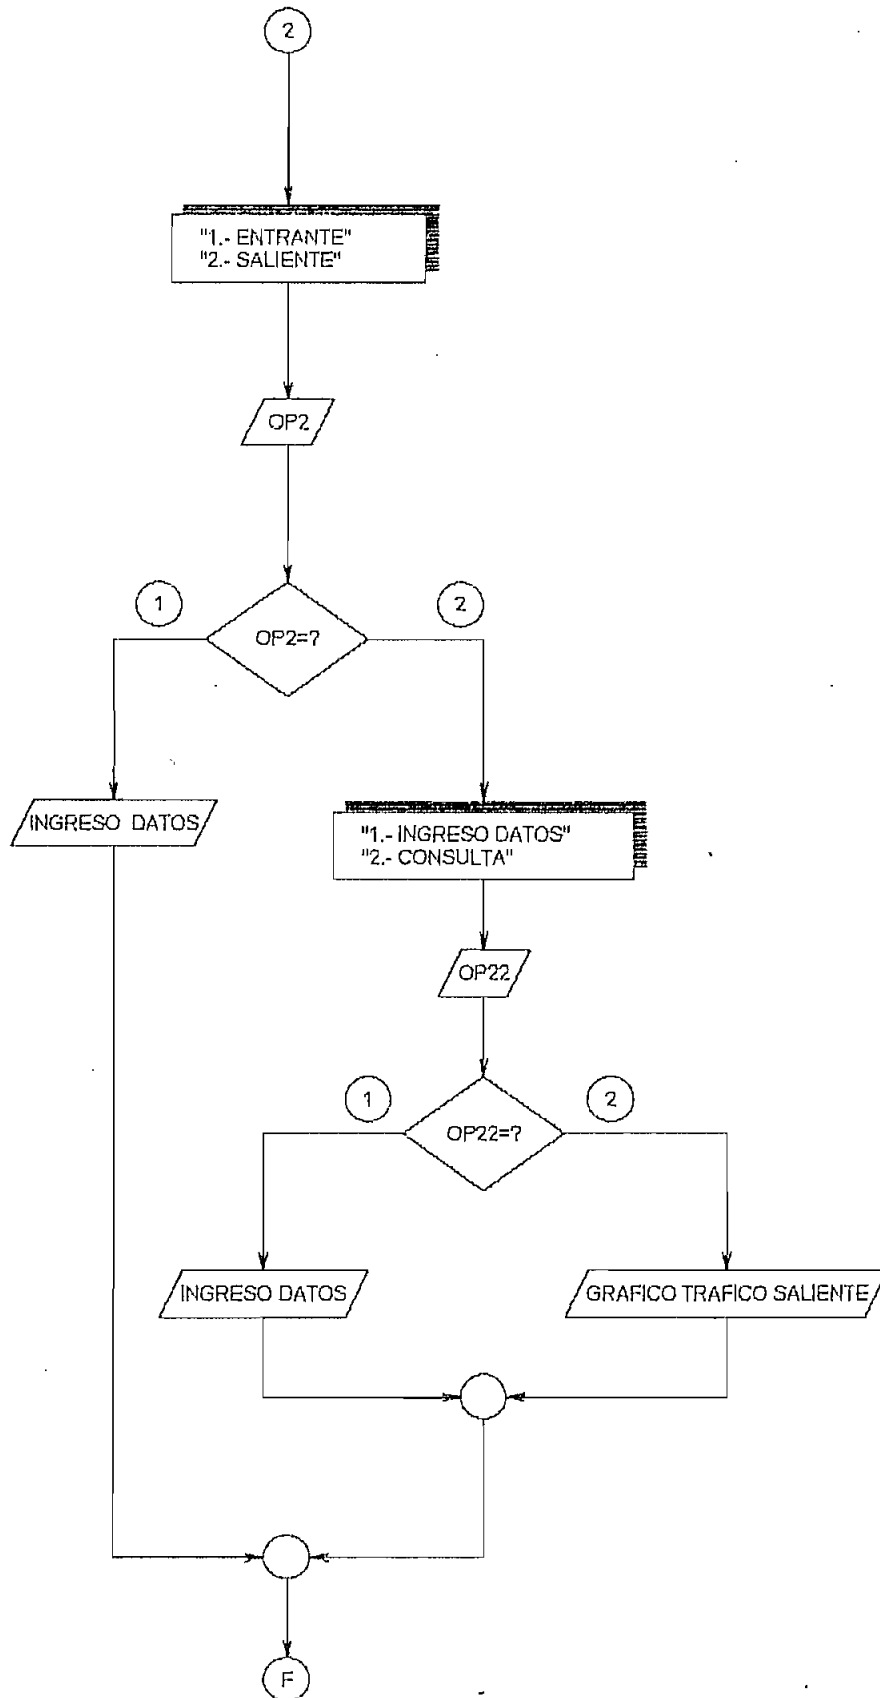 2
"1.- ENTRANTE"
"2.- SALIENTE"
OP2
1
2
OP2=?
INGRESO DATOS
"1.- INGRESO DATOS"
"2.- CONSULTA"
OP22
1
2
OP22=?
INGRESO DATOS
GRAFICO TRAFICO SALIENTE
F